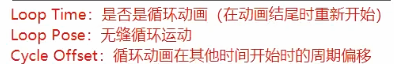 Loop Time：是否是循环动画（在动画结尾时重新开始）
Loop Pose：无缝循环运动
Cycle Offset：循环动画在其他时间开始时的周期偏移